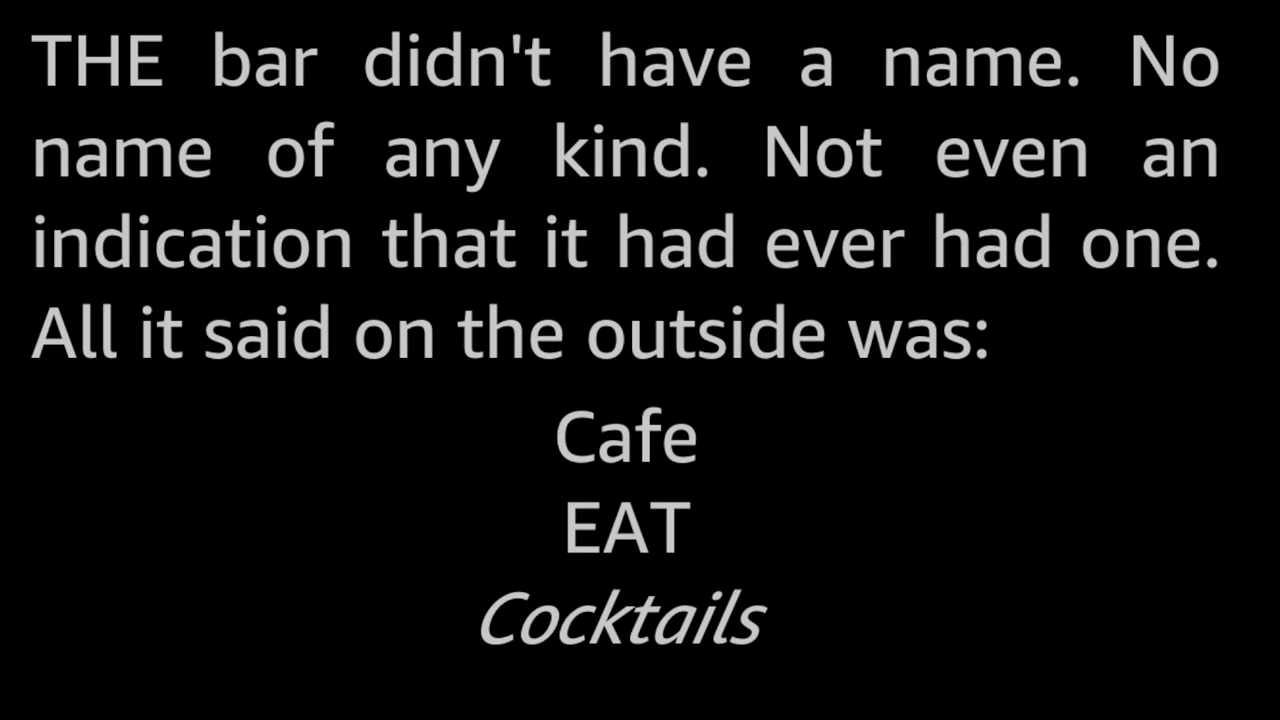 THE bar didn't have a name. No
name of any kind. Not even an
indication that it had ever had one.
All it said on the outside was:
Cafe
EAT
Cocktails